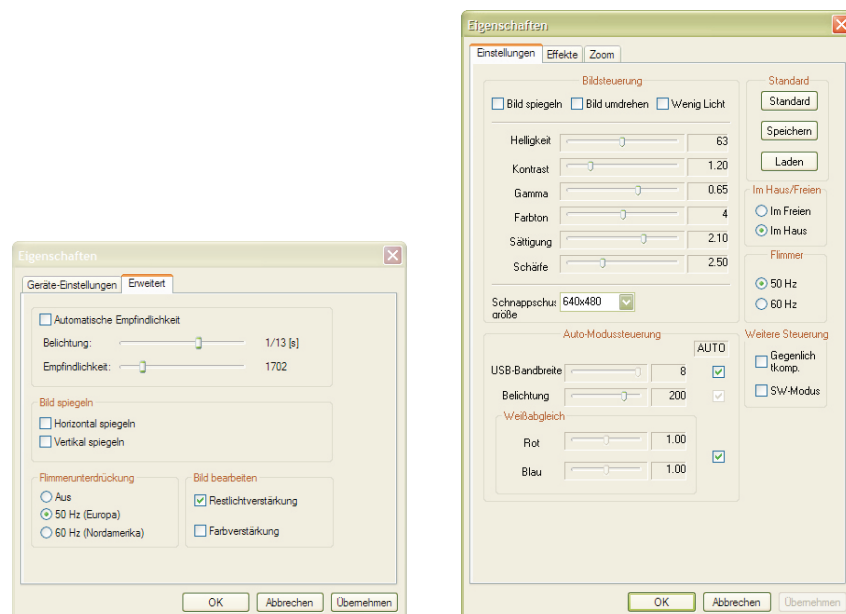 Eigenschaften
Geräte-Einstellungen Erweitert
Automatische Empfindlichkeit
Belichtung: 1/13 [s]
Empfindlichkeit: 1702
Bild spiegeln
Horizontal spiegeln
Vertikal spiegeln
Flimmerunterdrückung
Aus
50 Hz (Europa)
60 Hz (Nordamerika)
Bild bearbeiten
Restlichtverstärkung
Farbverstärkung
OK Abbrechen Übernehmen
Eigenschaften
Einstellungen Effekte Zoom
Bildsteuerung
Bild spiegeln Bild umdrehen Wenig Licht
Helligkeit 63
Kontrast 1.20
Gamma 0.65
Farbton 4
Sättigung 2.10
Schärfe 2.50
Schnappschus 640x480
größe
Standard
Standard
Speichern
Laden
Im Haus/Freien
Im Freien
Im Haus
Flimmer
50 Hz
60 Hz
Auto-Modussteuerung
AUTO
USB-Bandbreite 8
Belichtung 200
Weißabgleich
Rot 1.00
Blau 1.00
Weitere Steuerung
Gegenlich
tkomp.
SW-Modus
OK Abbrechen Übernehmen